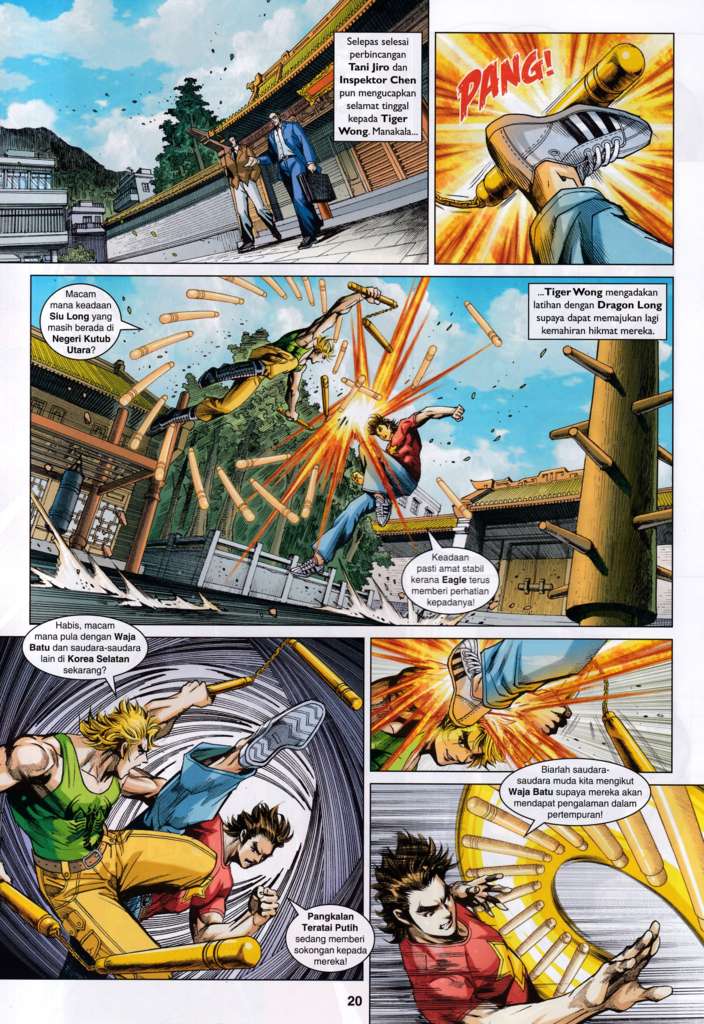 Selepas selesai
perbincangan
Tani Jiro dan
Inspektor Chen
pun mengucapkan
selamat tinggal
kepada Tiger
Wong. Manakala...
PANG!
Macam
mana keadaan
Siu Long yang
masih berada di
Negeri Kutub
Utara?
...Tiger Wong mengadakan
latihan dengan Dragon Long
supaya dapat memajukan lagi
kemahiran hikmat mereka.
Keadaan
pasti amat stabil
kerana Eagle terus
memberi perhatian
kepadanya!
Habis, macam
mana pula dengan Waja
Batu dan saudara-saudara
lain di Korea Selatan
sekarang?
Pangkalan
Teratai Putih
sedang memberi
sokongan kepada
mereka!
Biarlah saudara-
saudara muda kita mengikut
Waja Batu supaya mereka akan
mendapat pengalaman dalam
pertempuran!
20